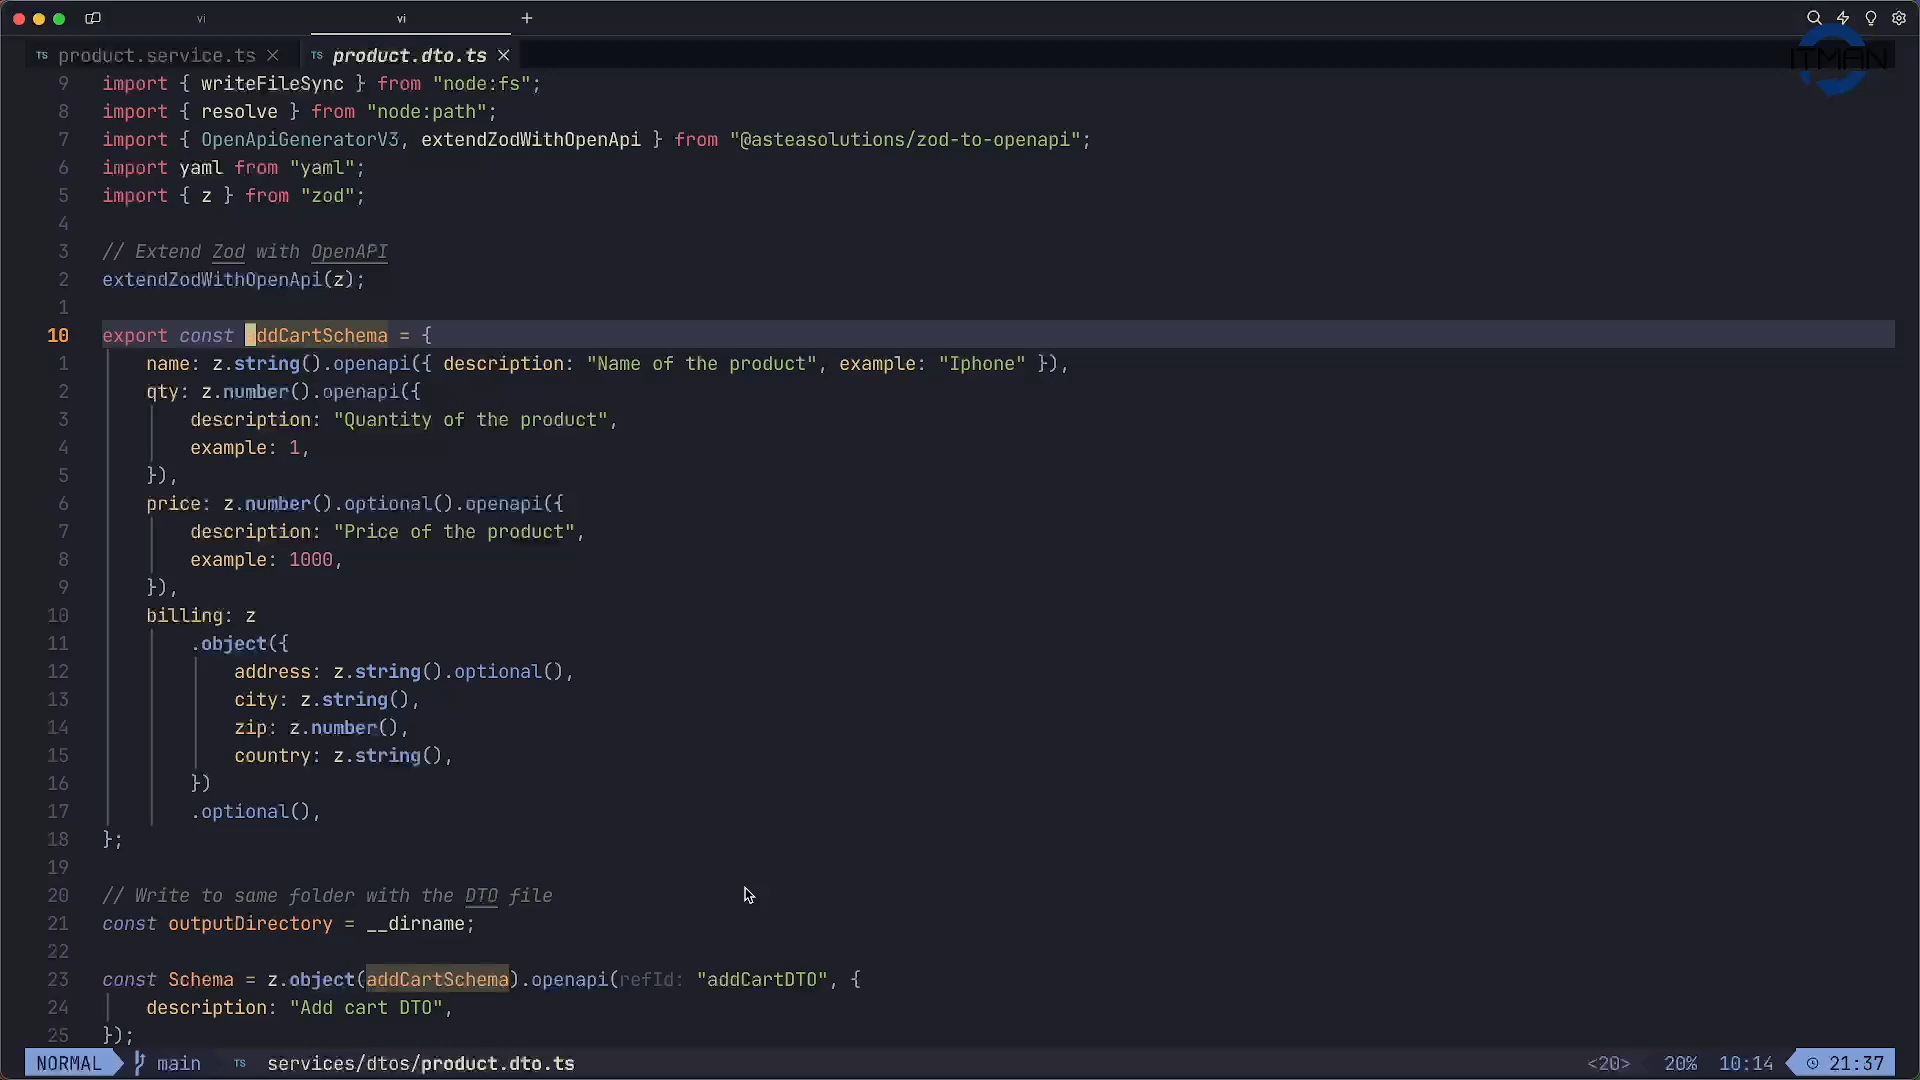 vi vi +
TS product.service.ts TS product.dto.ts
ITMAN
9 import { writeFileSync } from "node:fs";
8 import { resolve } from "node:path";
7 import { OpenApiGeneratorV3, extendZodWithOpenApi } from "@asteasolutions/zod-to-openapi";
6 import yaml from "yaml";
5 import { z } from "zod";
4
3 // Extend Zod with OpenAPI
2 extendZodWithOpenApi(z);
1
10 export const addCartSchema = {
1 name: z.string().openapi({ description: "Name of the product", example: "Iphone" }),
2 qty: z.number().openapi({
3 description: "Quantity of the product",
4 example: 1,
5 }),
6 price: z.number().optional().openapi({
7 description: "Price of the product",
8 example: 1000,
9 }),
10 billing: z
11 .object({
12 address: z.string().optional(),
13 city: z.string(),
14 zip: z.number(),
15 country: z.string(),
16 })
17 .optional(),
18 };
19
20 // Write to same folder with the DTO file
21 const outputDirectory = __dirname;
22
23 const Schema = z.object(addCartSchema).openapi(refId: "addCartDTO", {
24 description: "Add cart DTO",
25 });
NORMAL main TS services/dtos/product.dto.ts <20> 20% 10:14 21:37